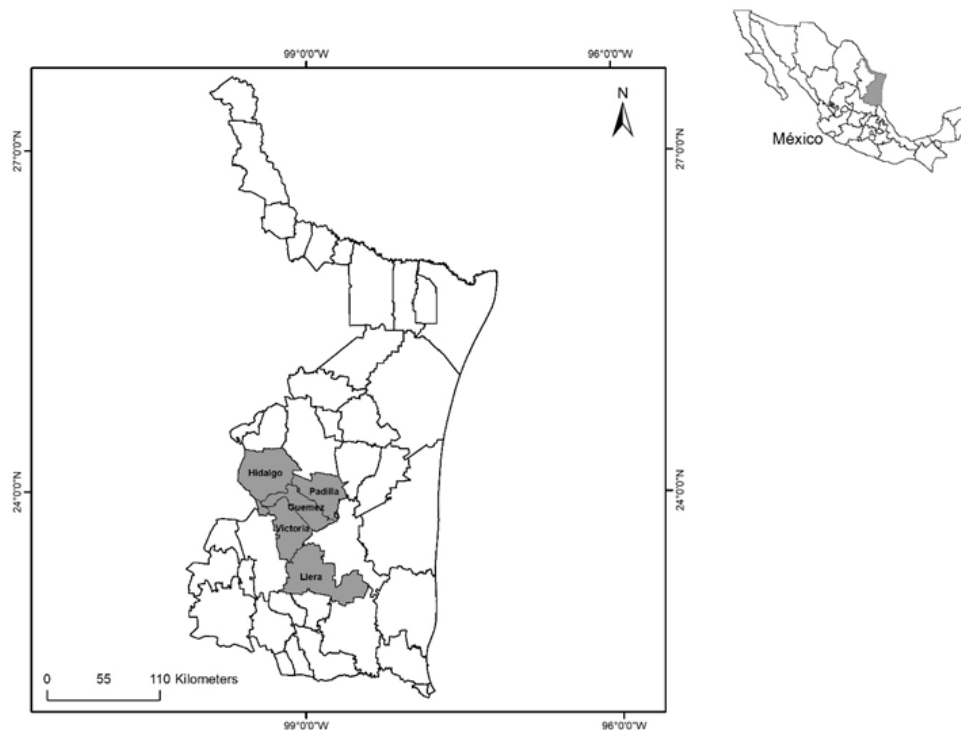 99°0'0"W
96°0'0"W
N
México
27°0'0"N
27°0'0"N
Hidalgo
Padilla
Guemez
Victoria
Llera
24°0'0"N
24°0'0"N
0 55 110 Kilometers
99°0'0"W
96°0'0"W